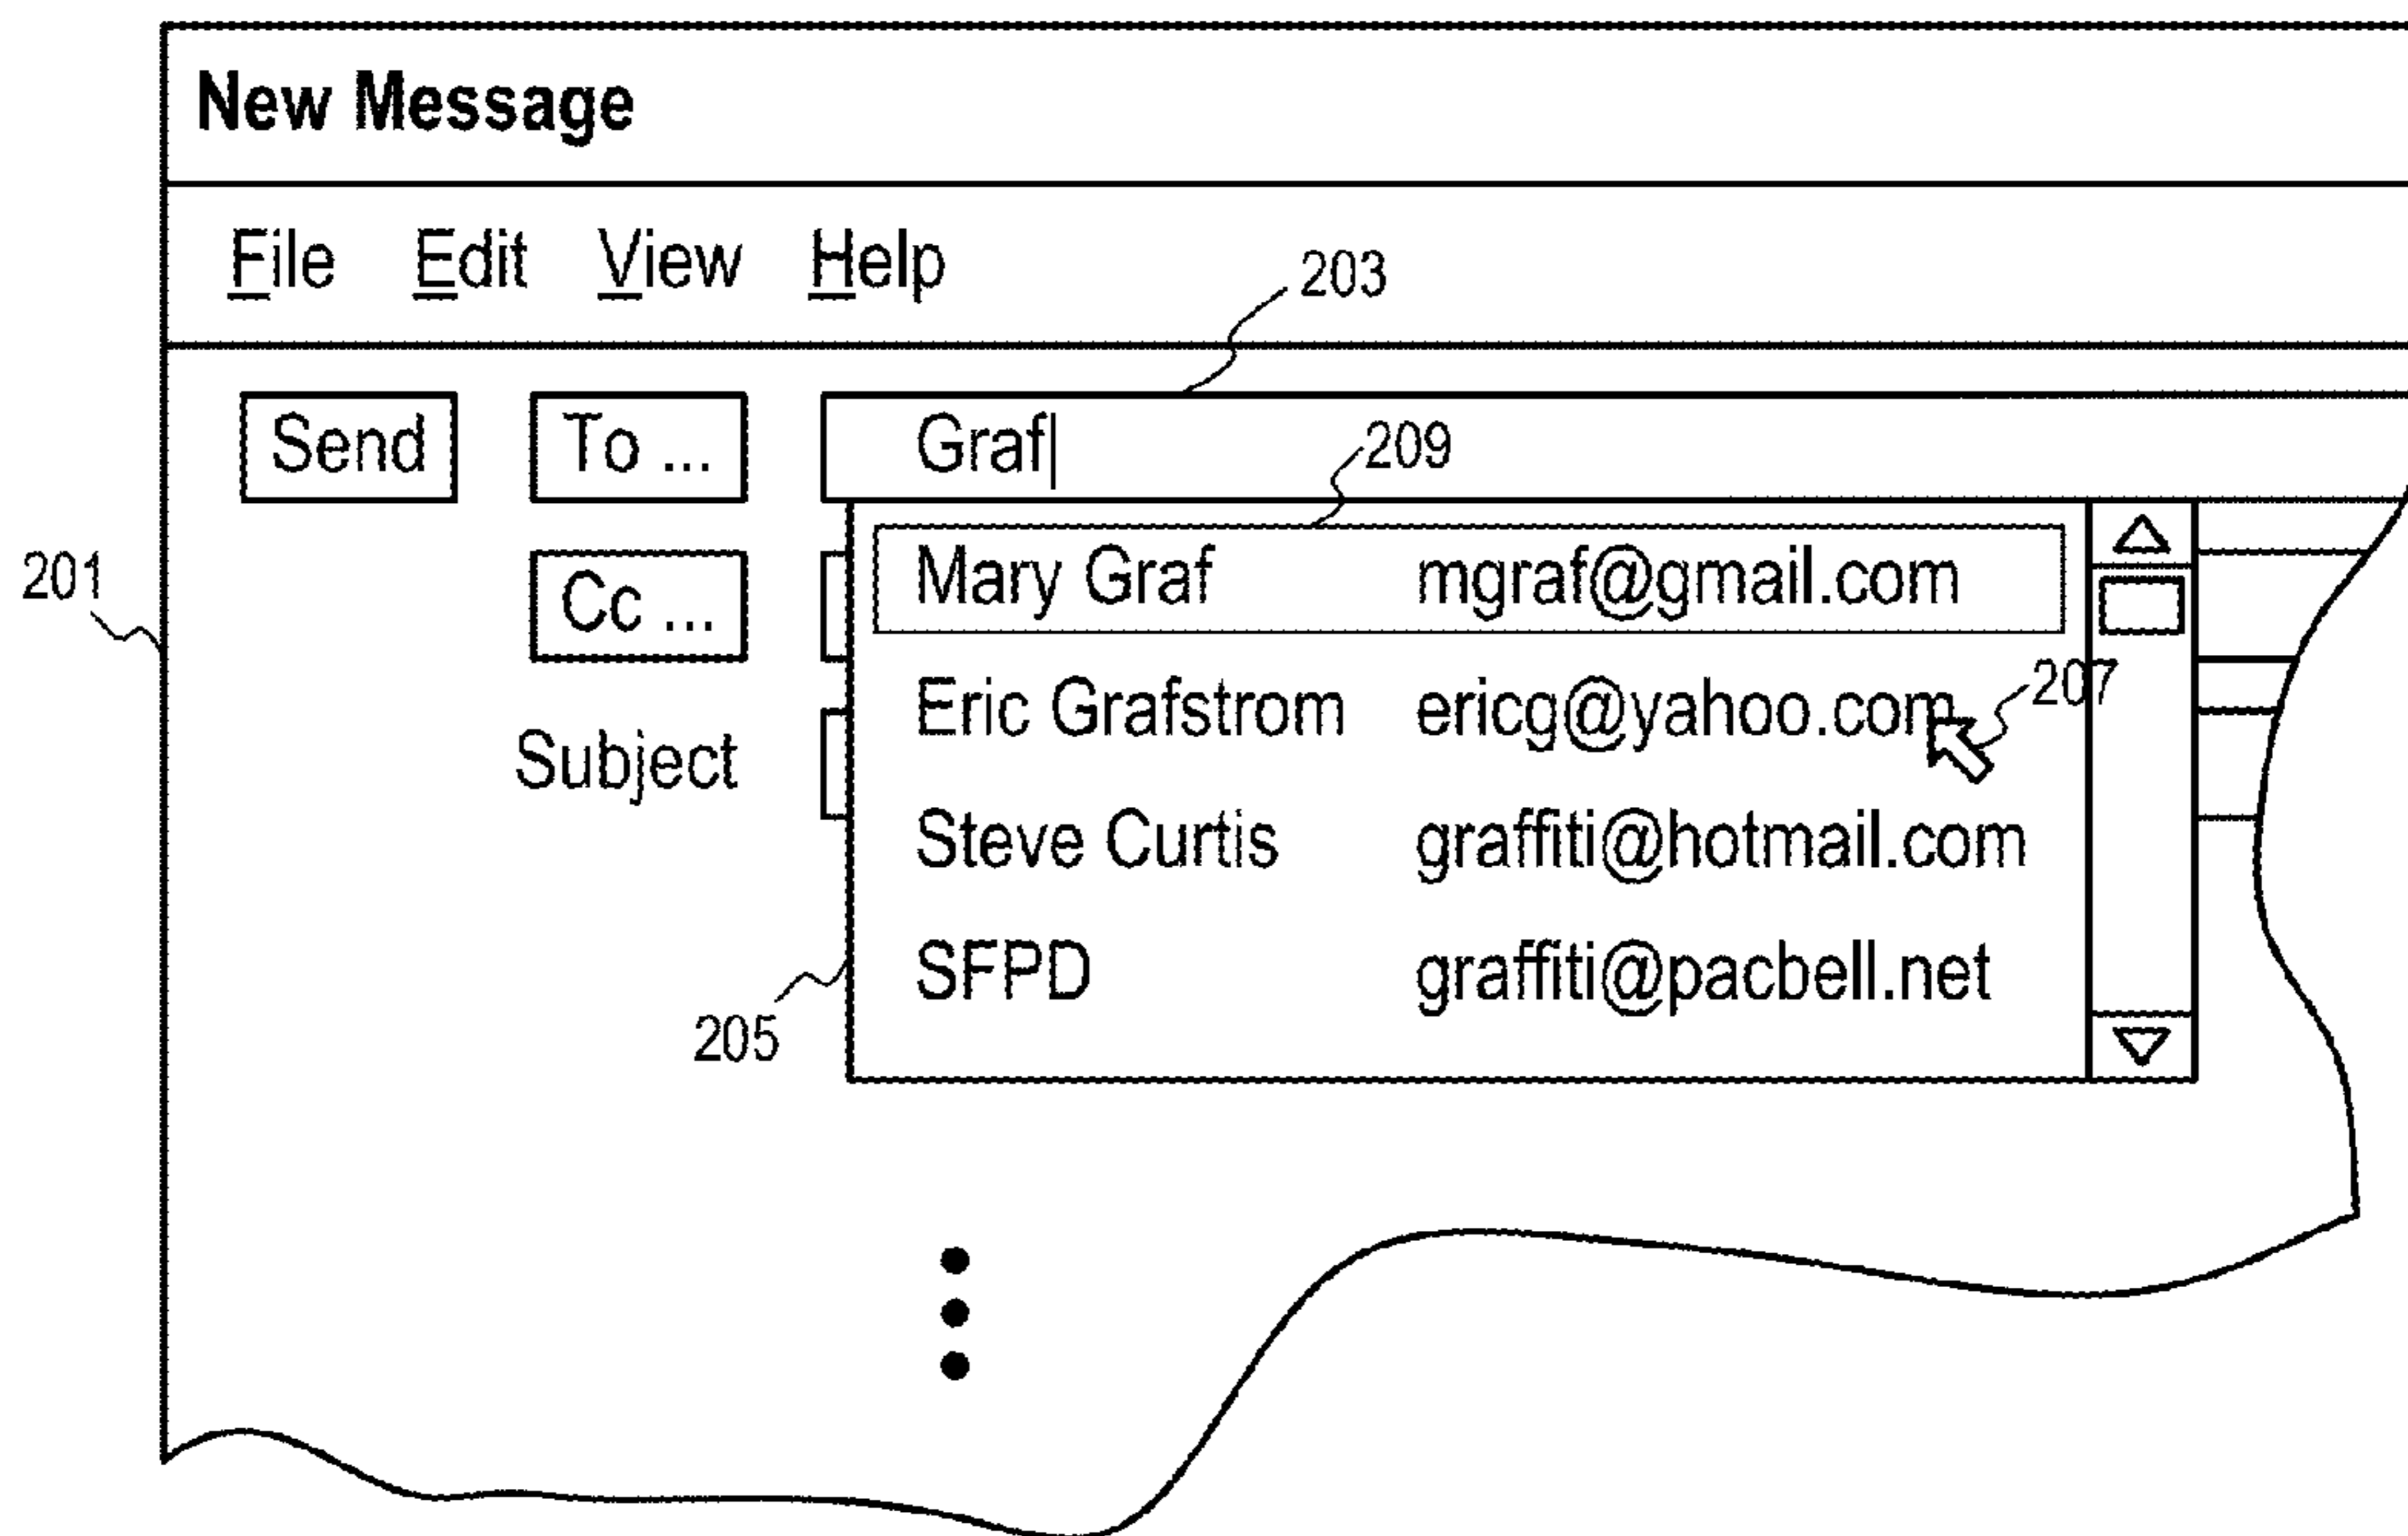 New Message
File Edit View Help
203
Send To ... Graf
209
201
Cc ...
Mary Graf mgraf@gmail.com
Eric Grafstrom ericg@yahoo.com
207
Subject
Steve Curtis graffiti@hotmail.com
SFPD graffiti@pacbell.net
205